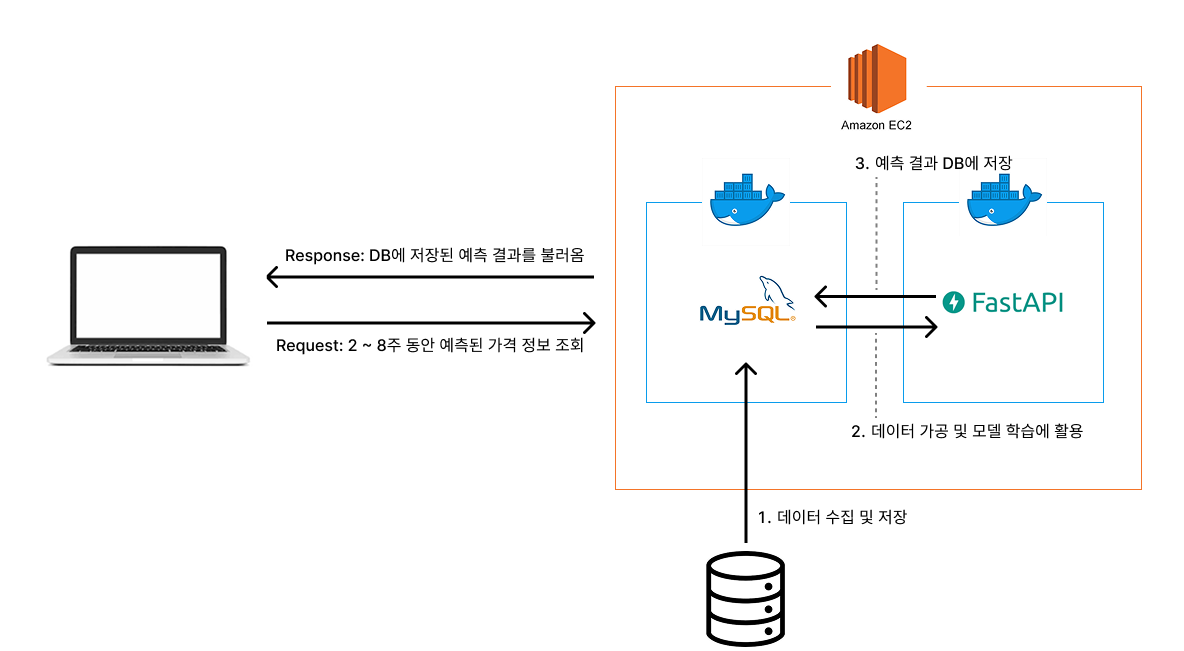 Amazon EC2
3. 예측 결과 DB에 저장
Response: DB에 저장된 예측 결과를 불러옴
MySQL®
FastAPI
Request: 2 ~ 8주 동안 예측된 가격 정보 조회
2. 데이터 가공 및 모델 학습에 활용
1. 데이터 수집 및 저장